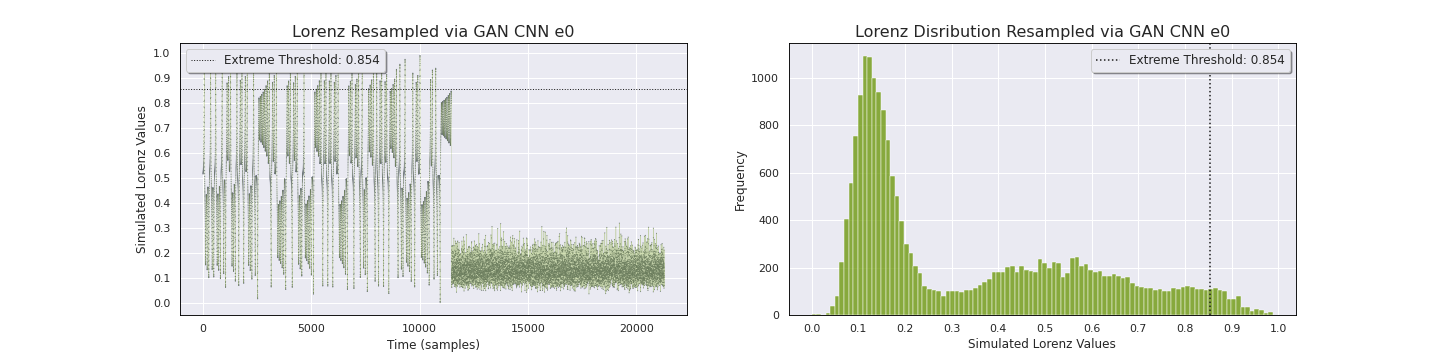 Lorenz Resampled via GAN CNN e0
Extreme Threshold: 0.854
Simulated Lorenz Values
1.0
0.9
0.8
0.7
0.6
0.5
0.4
0.3
0.2
0.1
0.0
0 5000 10000 15000 20000
Time (samples)
Lorenz Disribution Resampled via GAN CNN e0
Extreme Threshold: 0.854
Frequency
1000
800
600
400
200
0
0.0 0.1 0.2 0.3 0.4 0.5 0.6 0.7 0.8 0.9 1.0
Simulated Lorenz Values